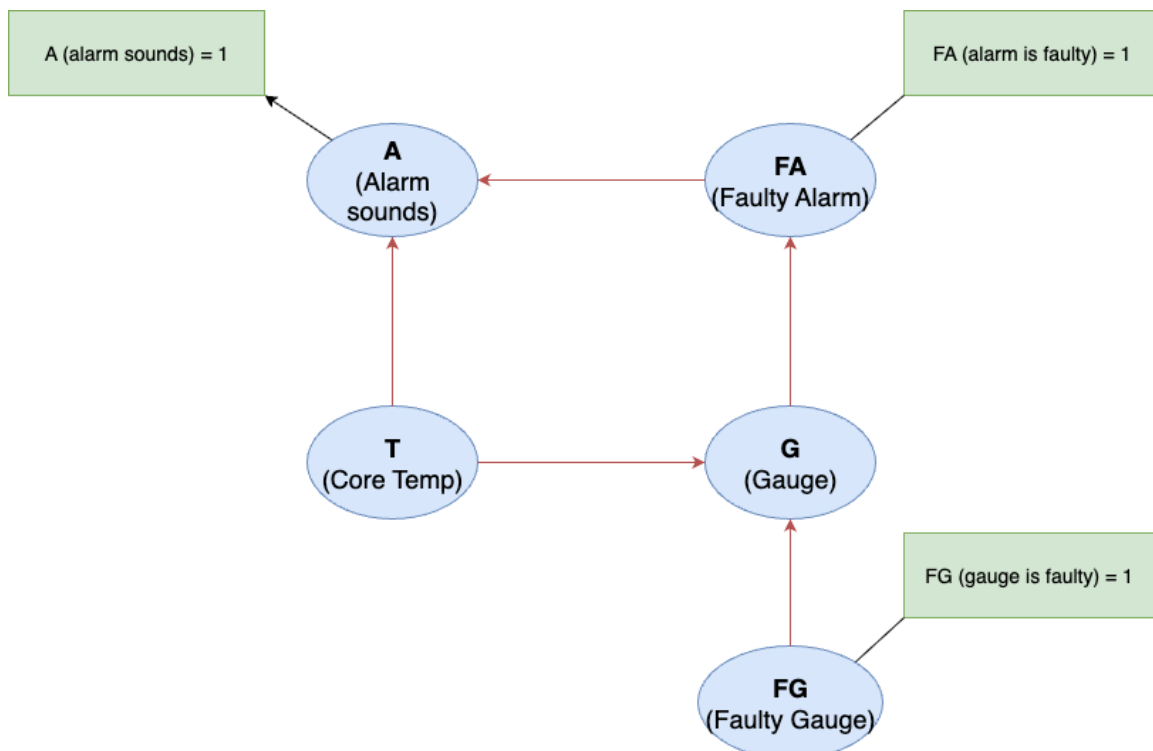 A (alarm sounds) = 1
FA (alarm is faulty) = 1
A
(Alarm
sounds)
FA
(Faulty Alarm)
T
(Core Temp)
G
(Gauge)
FG (gauge is faulty) = 1
FG
(Faulty Gauge)